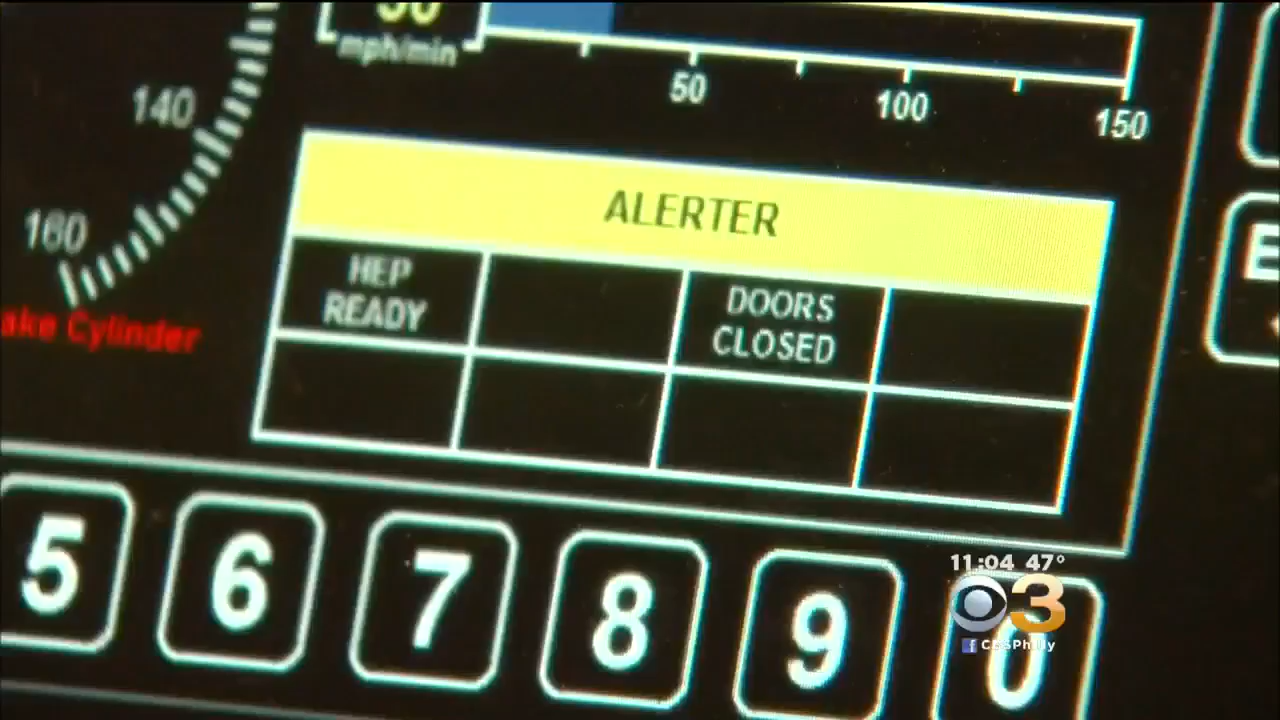 mph/min
50
100
150
140
160
ake Cylinder
ALERTER
HEP
READY
DOORS
CLOSED
5
6
7
8
9
0
11:04 47°
3
CBSPhilly